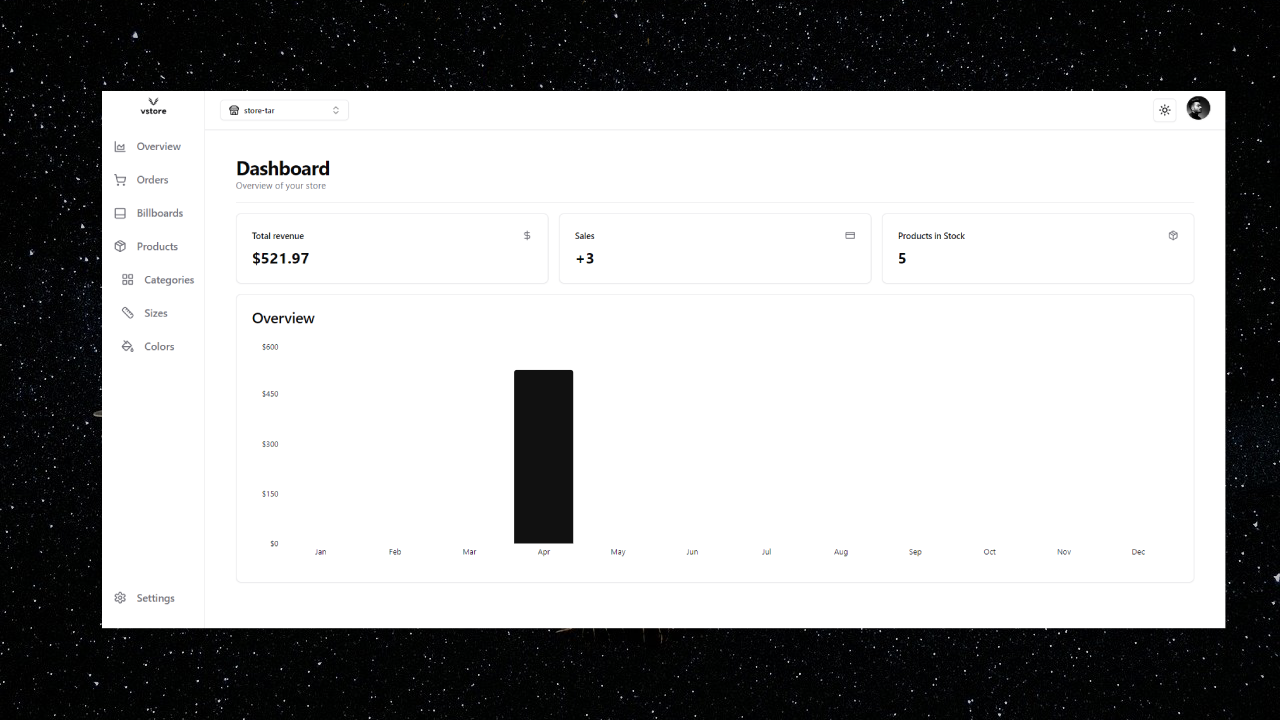 vstore
store-tar
Overview
Orders
Billboards
Products
Categories
Sizes
Colors
Settings
Dashboard
Overview of your store
Total revenue
$
$521.97
Sales
+3
Products in Stock
5
Overview
$600
$450
$300
$150
$0
Jan Feb Mar Apr May Jun Jul Aug Sep Oct Nov Dec